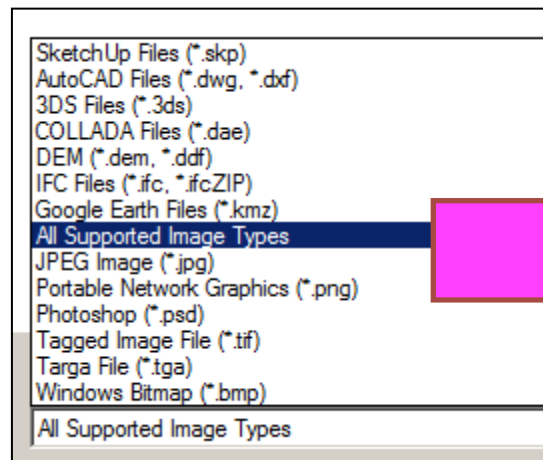 SketchUp Files (*.skp)
AutoCAD Files (*.dwg, *.dxf)
3DS Files (*.3ds)
COLLADA Files (*.dae)
DEM (*.dem, *.ddf)
IFC Files (*.ifc, *.ifcZIP)
Google Earth Files (*.kmz)
All Supported Image Types
JPEG Image (*.jpg)
Portable Network Graphics (*.png)
Photoshop (*.psd)
Tagged Image File (*.tif)
Targa File (*.tga)
Windows Bitmap (*.bmp)
All Supported Image Types